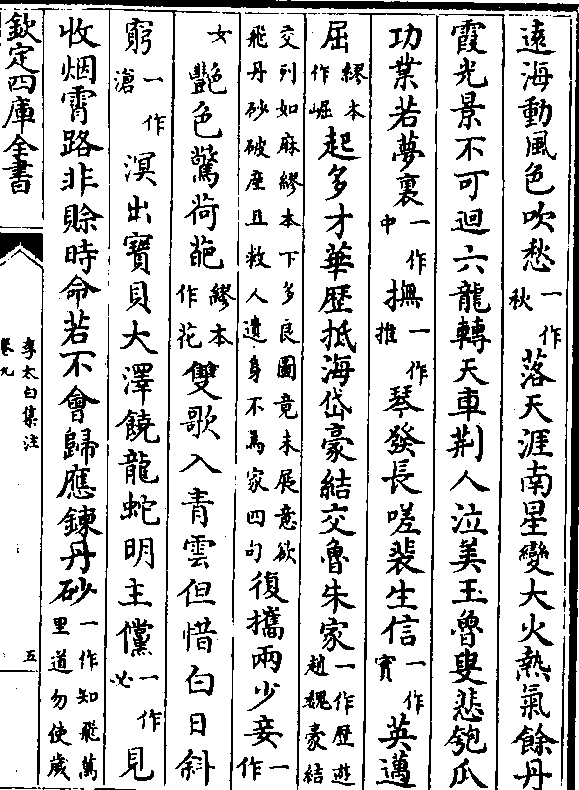 遠海動風色吹愁一作秋落天涯南星變大火熱氣餘丹
霞光景不可迴六龍轉天車荆人泣美玉魯叟悲匏瓜
功業若夢裏一作中撫一作推琴發長嗟裴生信一作實英邁
屈繆本作崛起多才華歴抵海岱豪結交魯朱家一作歴遊趙魏豪結
交列如麻繆本下多良圖竟未展意欲飛丹砂破産且救人遺身不為家四句復攜兩少妾一作
女艷色驚荷葩繆本作花雙歌入青雲但惜白日斜
窮一作滄溟出寶貝大澤饒龍蛇明主儻一作必見
收烟霄路非賖時命若不會歸應鍊丹砂一作知飛萬里道勿使歲
欽定四庫全書
李太白集注
卷九
五